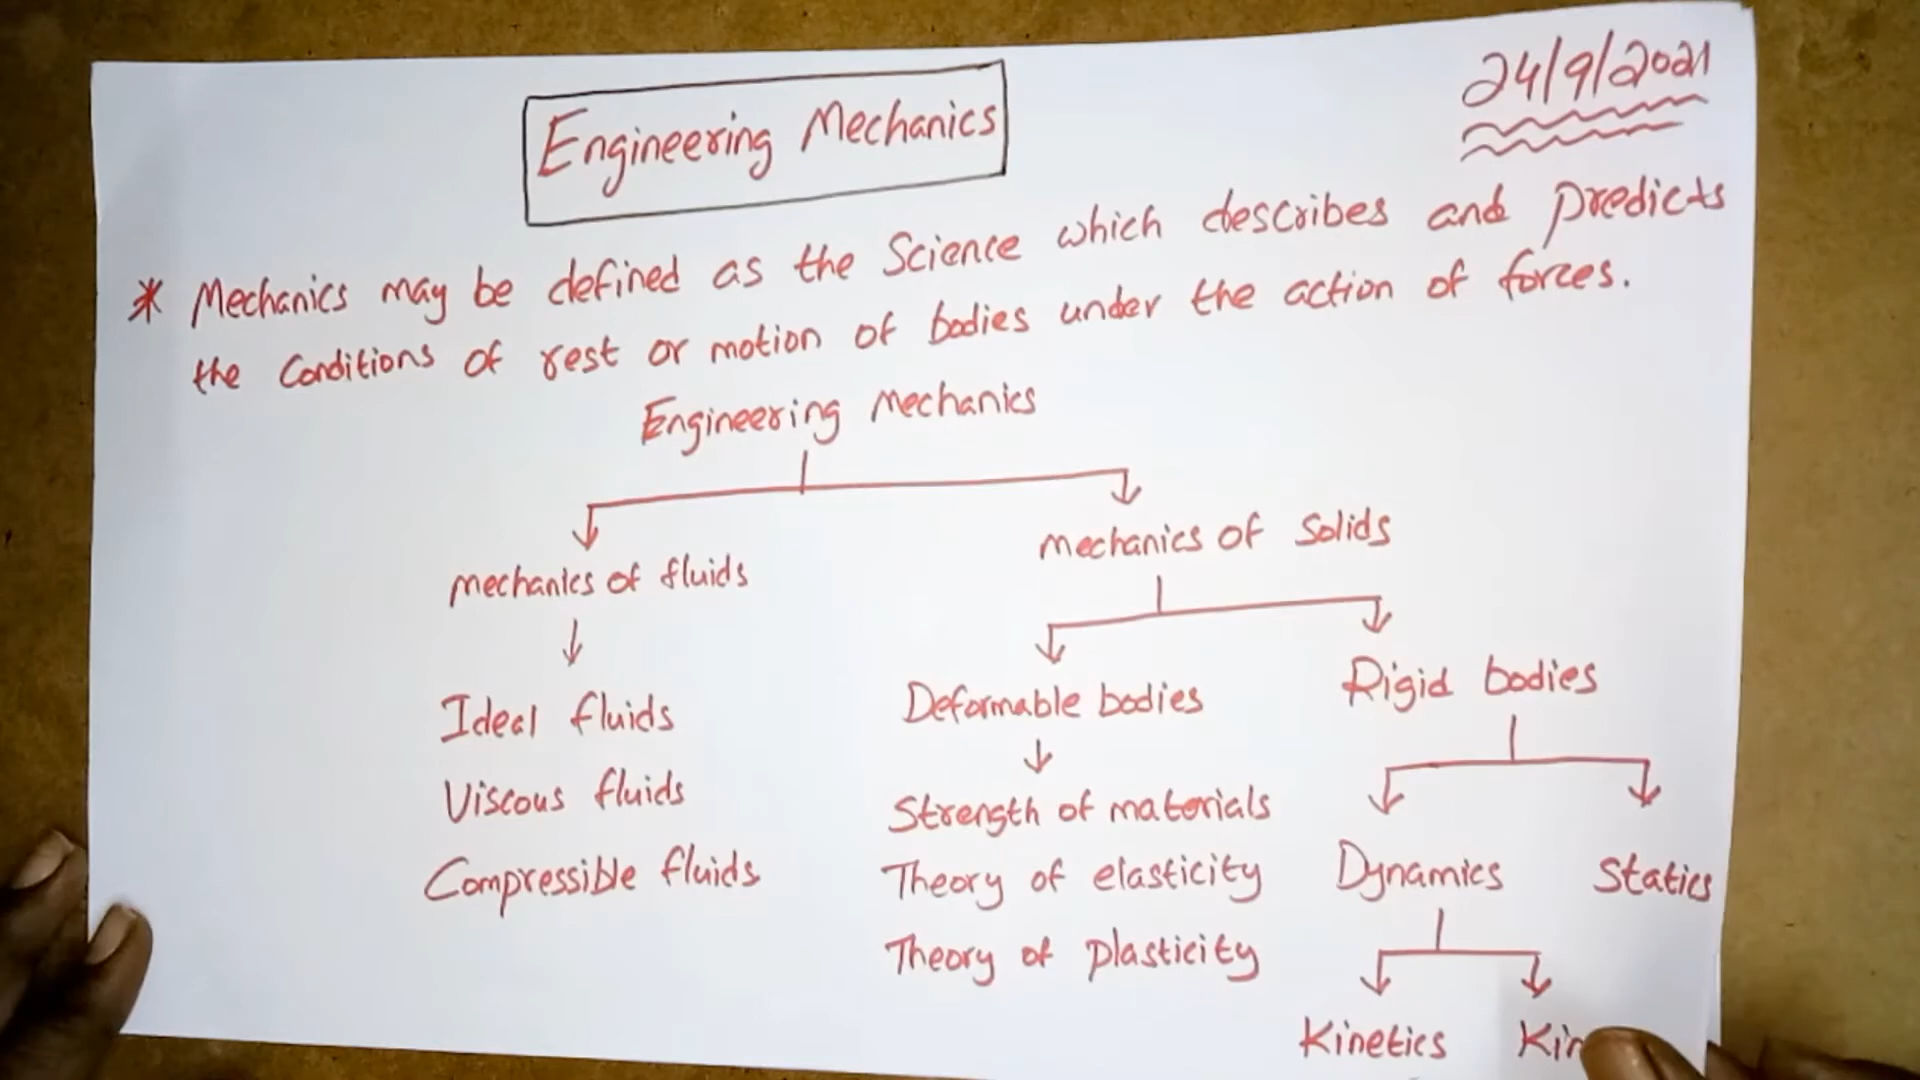 24/9/2021
Engineering Mechanics
* Mechanics may be defined as the Science which describes and predicts
the Conditions of rest or motion of bodies under the action of forces.
Engineering Mechanics
mechanics of fluids
mechanics of Solids
Ideal fluids
Deformable bodies
Rigid bodies
Viscous fluids
Strength of materials
Compressible fluids
Theory of elasticity
Dynamics
Statics
Theory of plasticity
Kinetics